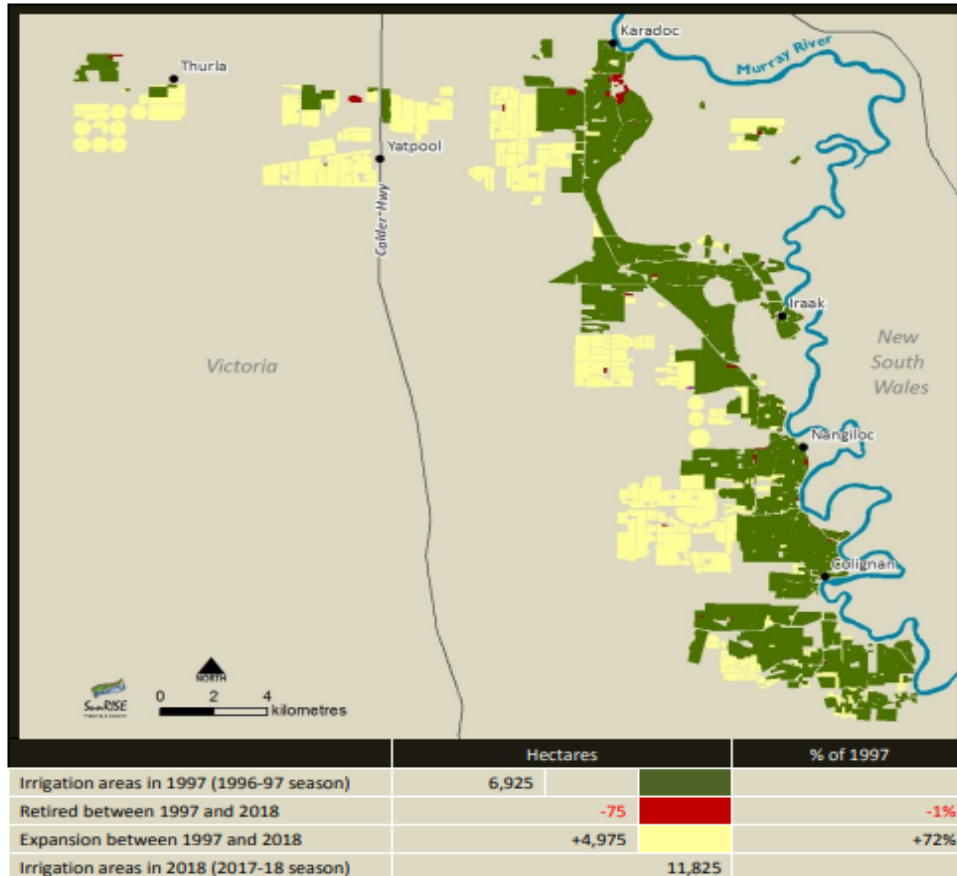 Karadoc
Murray River
Thurla
Yatpool
Calder Hwy
Iraak
New
South
Wales
Victoria
Nangiloc
Colignan
NORTH
SunRISE
0 2 4
kilometres
Hectares % of 1997
Irrigation areas in 1997 (1996-97 season) 6,925
Retired between 1997 and 2018 -75 -1%
Expansion between 1997 and 2018 +4,975 +72%
Irrigation areas in 2018 (2017-18 season) 11,825